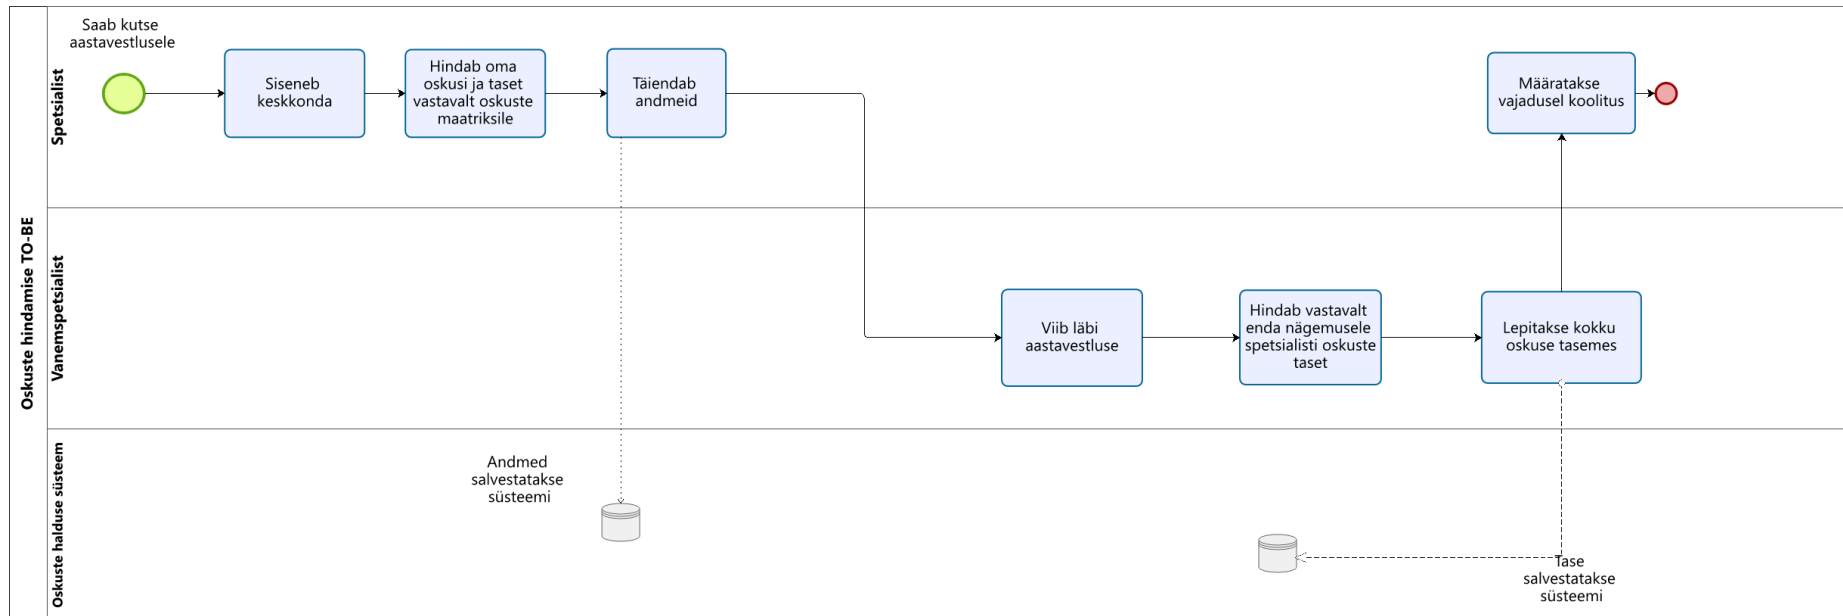 Oskuste hindamise TO-BE
Spetsialist
Saab kutse
aastavestlusele
Siseneb
keskkonda
Hindab oma
oskusi ja taset
vastavalt oskuste
maatriksile
Täiendab
andmeid
Määratakse
vajadusel koolitus
Vanemspetsialist
Viib läbi
aastavestluse
Hindab vastavalt
enda nägemusele
spetsialisti oskuste
taset
Lepitakse kokku
oskuse tasemes
Oskuste halduse süsteem
Andmed
salvestatakse
süsteemi
Tase
salvestatakse
süsteemi